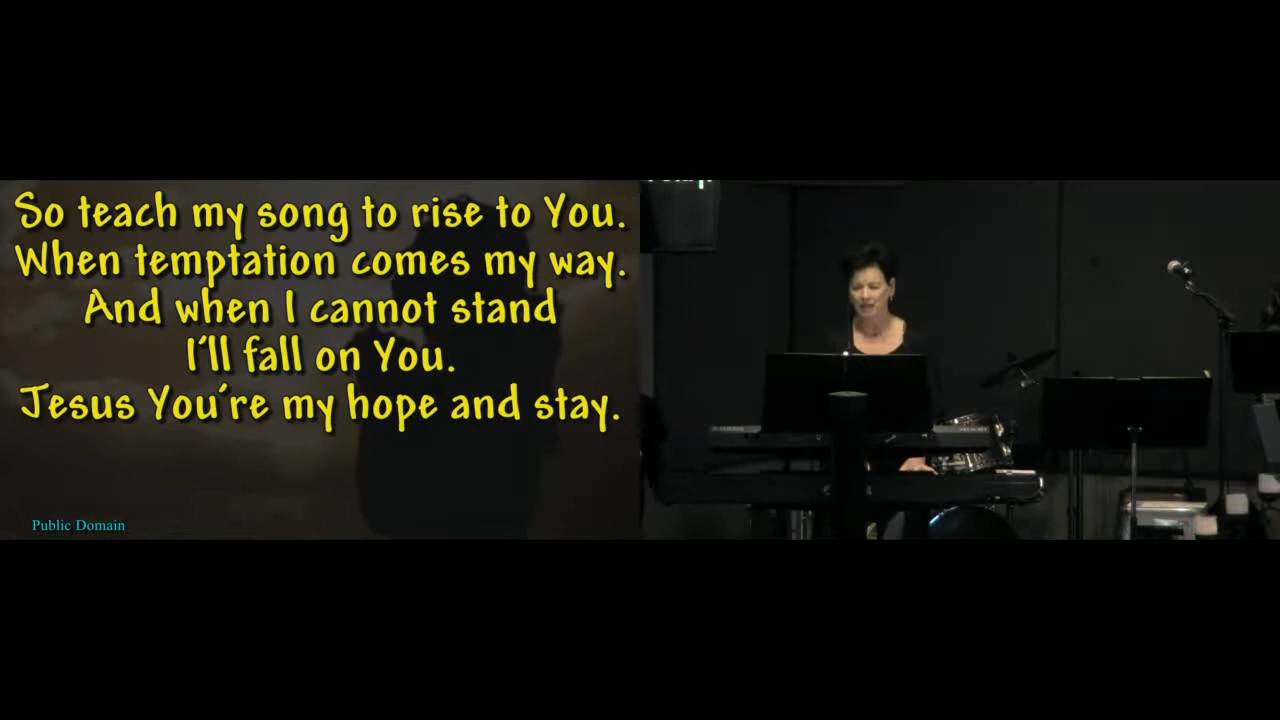 So teach my song to rise to You.
When temptation comes my way.
And when I cannot stand
I'll fall on You.
Jesus You're my hope and stay.
Public Domain